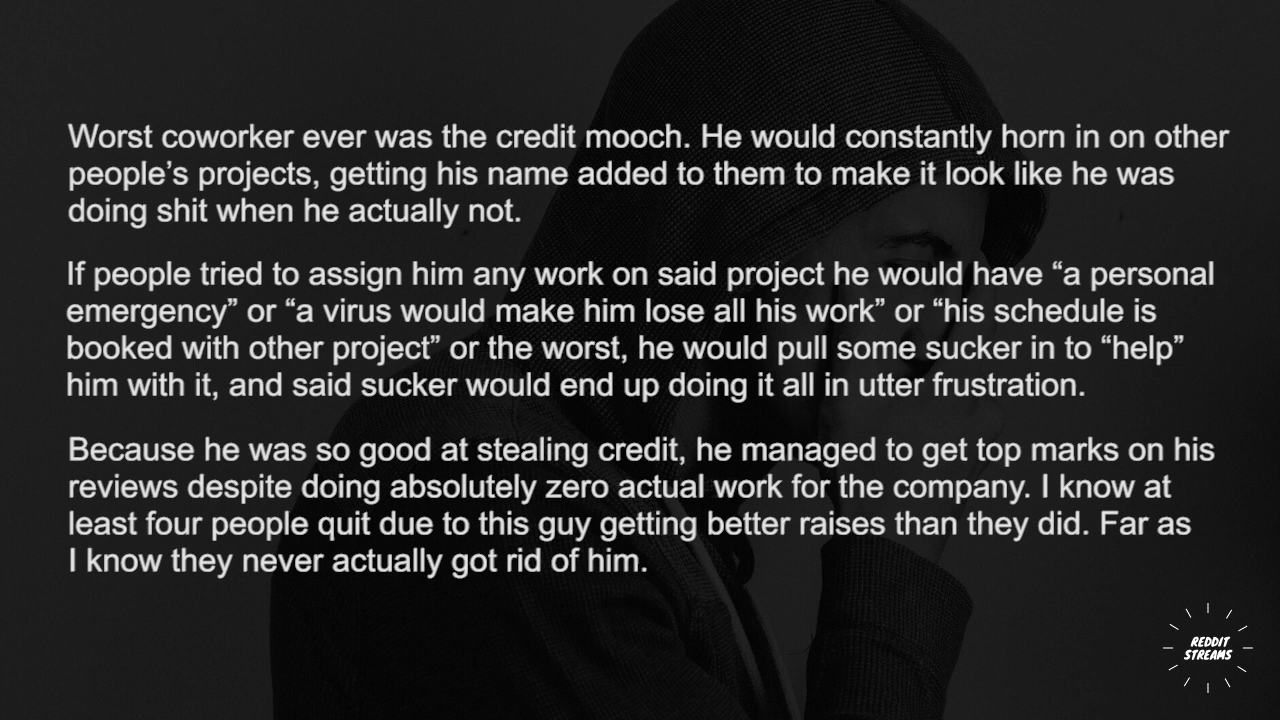 Worst coworker ever was the credit mooch. He would constantly horn in on other
people’s projects, getting his name added to them to make it look like he was
doing shit when he actually not.
If people tried to assign him any work on said project he would have “a personal
emergency” or “a virus would make him lose all his work” or “his schedule is
booked with other project” or the worst, he would pull some sucker in to “help”
him with it, and said sucker would end up doing it all in utter frustration.
Because he was so good at stealing credit, he managed to get top marks on his
reviews despite doing absolutely zero actual work for the company. I know at
least four people quit due to this guy getting better raises than they did. Far as
I know they never actually got rid of him.
REDDIT
STREAMS